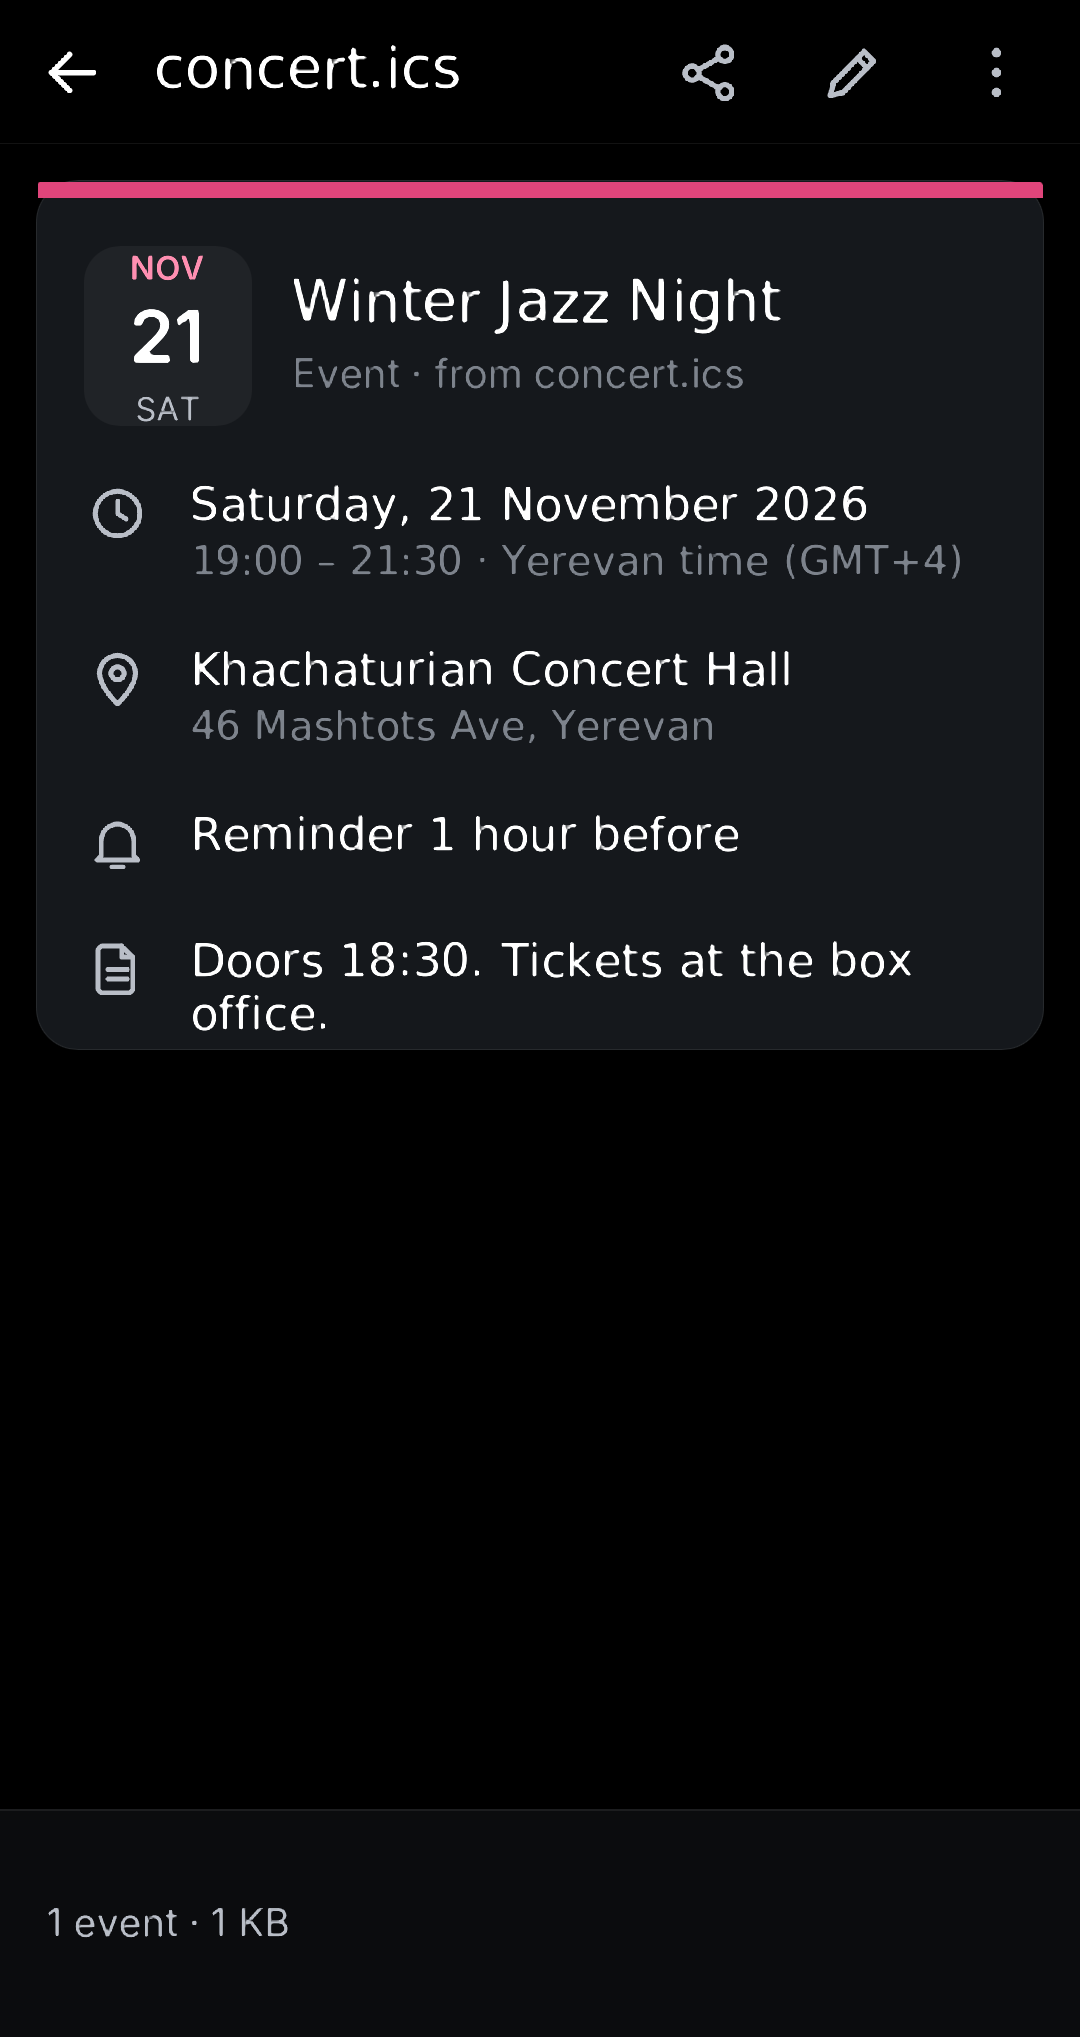 concert.ics
NOV
21
SAT
Winter Jazz Night
Event · from concert.ics
Saturday, 21 November 2026
19:00 – 21:30 · Yerevan time (GMT+4)
Khachaturian Concert Hall
46 Mashtots Ave, Yerevan
Reminder 1 hour before
Doors 18:30. Tickets at the box
office.
1 event · 1 KB